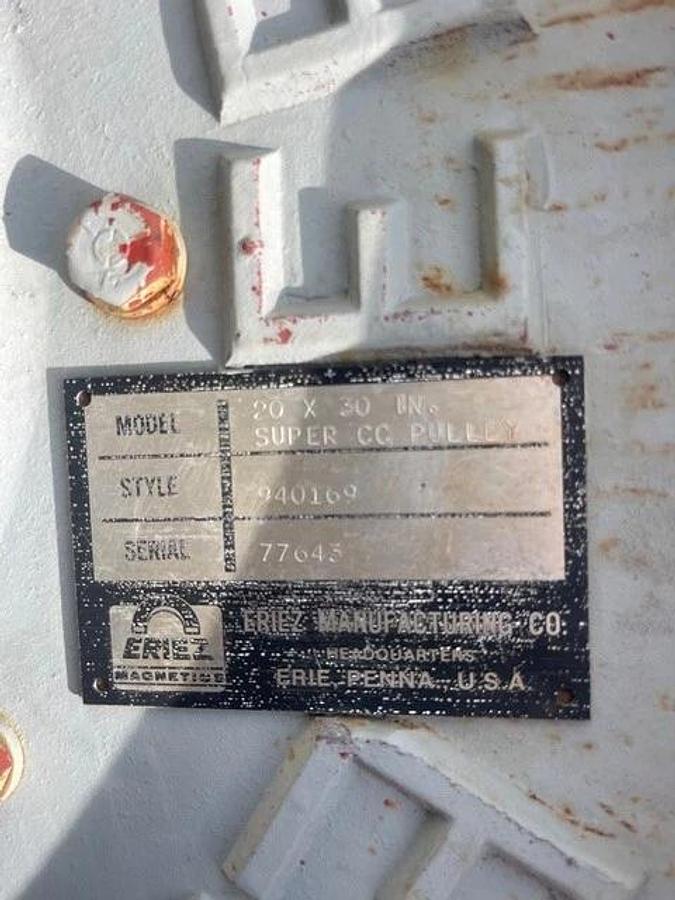 E
MODEL 20 X 30 IN.
SUPER CC PULLEY
STYLE 940169
SERIAL 77643
ERIEZ MANUFACTURING CO.
HEADQUARTERS
ERIE, PENNA., U.S.A
ERIEZ
MAGNETICS